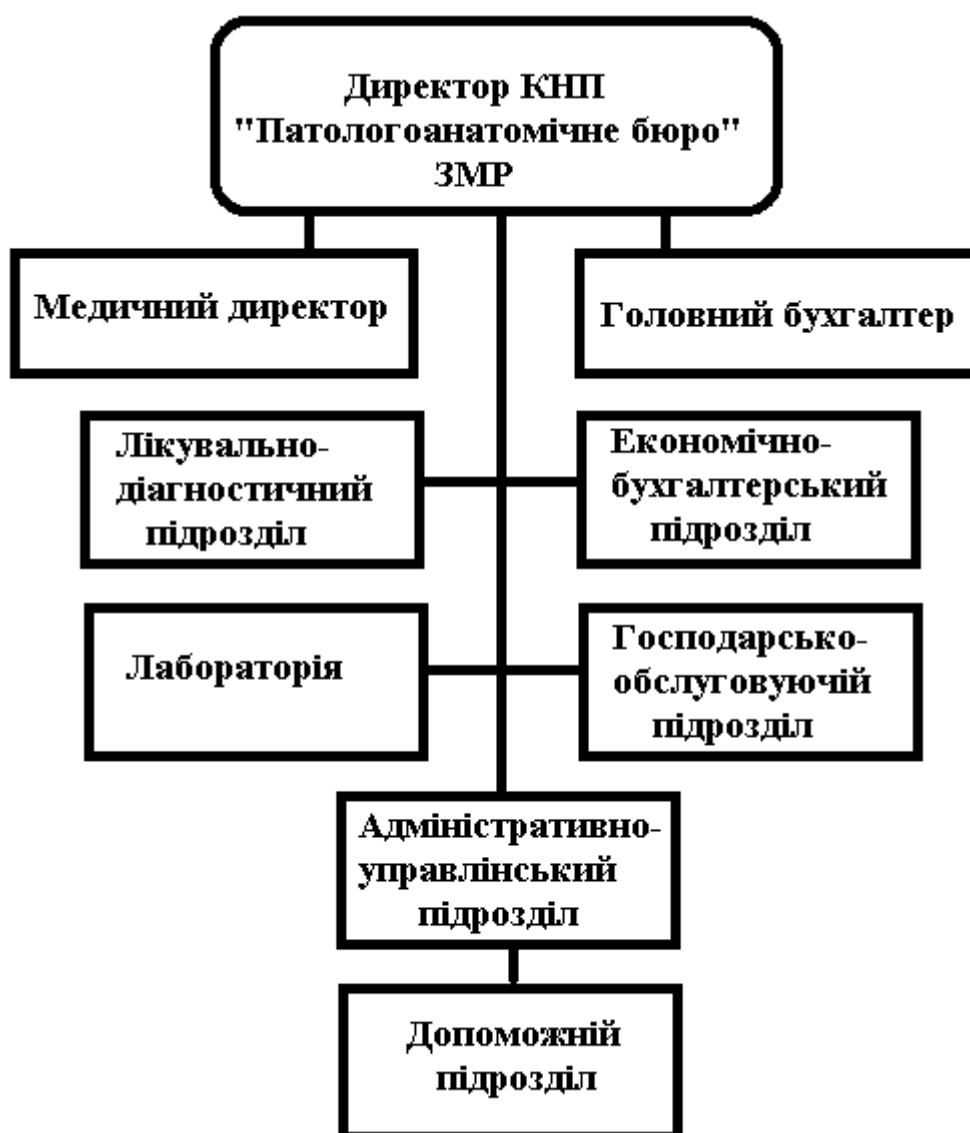 Директор КНП
"Патологоанатомічне бюро"
ЗМР
Медичний директор
Головний бухгалтер
Лікувально-
діагностичний
підрозділ
Економічно-
бухгалтерський
підрозділ
Лабораторія
Господарсько-
обслуговуючій
підрозділ
Адміністративно-
управлінський
підрозділ
Допоможній
підрозділ